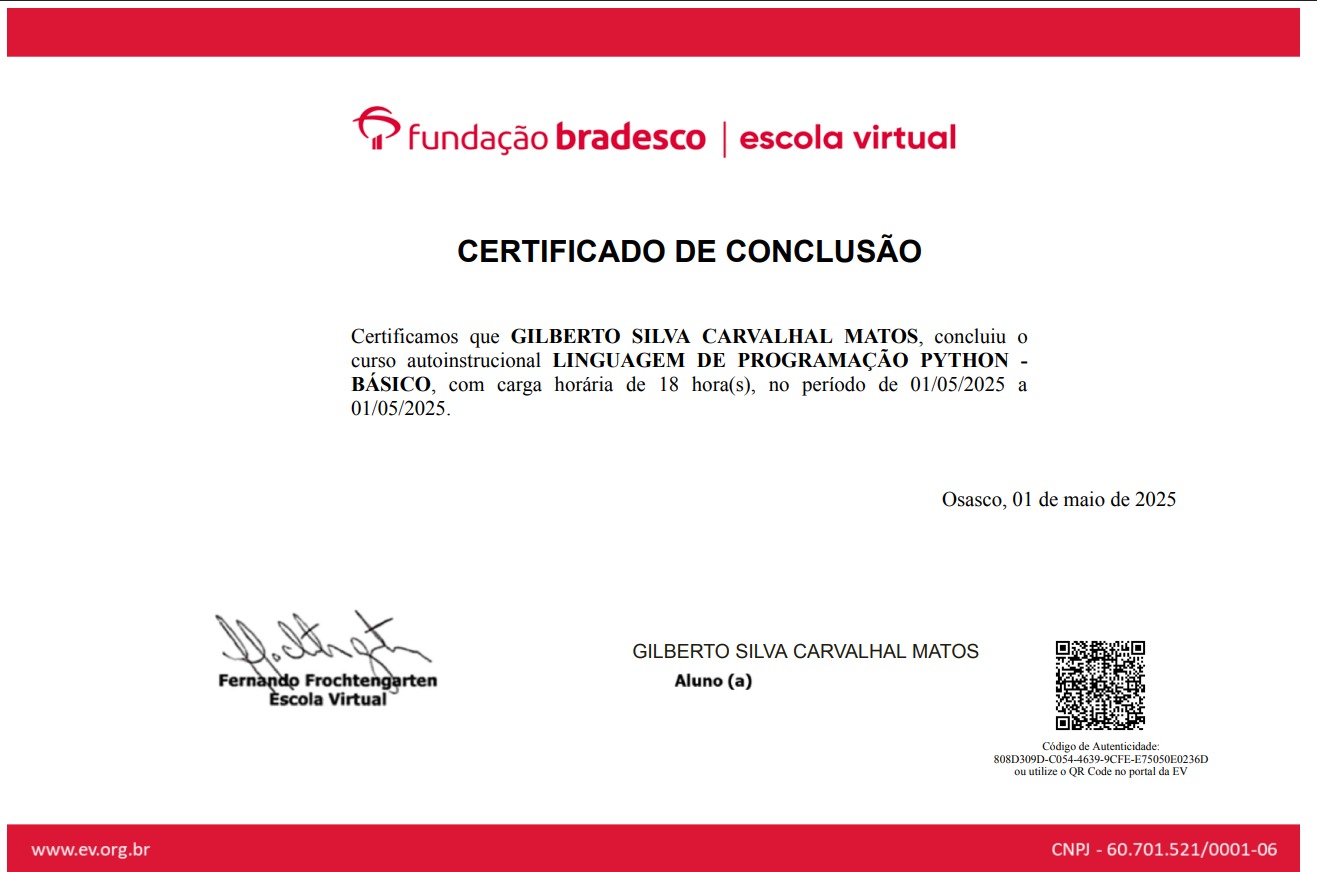 fundação bradesco | escola virtual
CERTIFICADO DE CONCLUSÃO
Certificamos que GILBERTO SILVA CARVALHAL MATOS, concluiu o
curso autoinstrucional LINGUAGEM DE PROGRAMAÇÃO PYTHON -
BÁSICO, com carga horária de 18 hora(s), no período de 01/05/2025 a
01/05/2025.
Osasco, 01 de maio de 2025
Fernando Frochtengarten
Escola Virtual
GILBERTO SILVA CARVALHAL MATOS
Aluno (a)
Código de Autenticidade:
808D309D-C054-4639-9CFE-E75050E0236D
ou utilize o QR Code no portal da EV
www.ev.org.br
CNPJ - 60.701.521/0001-06